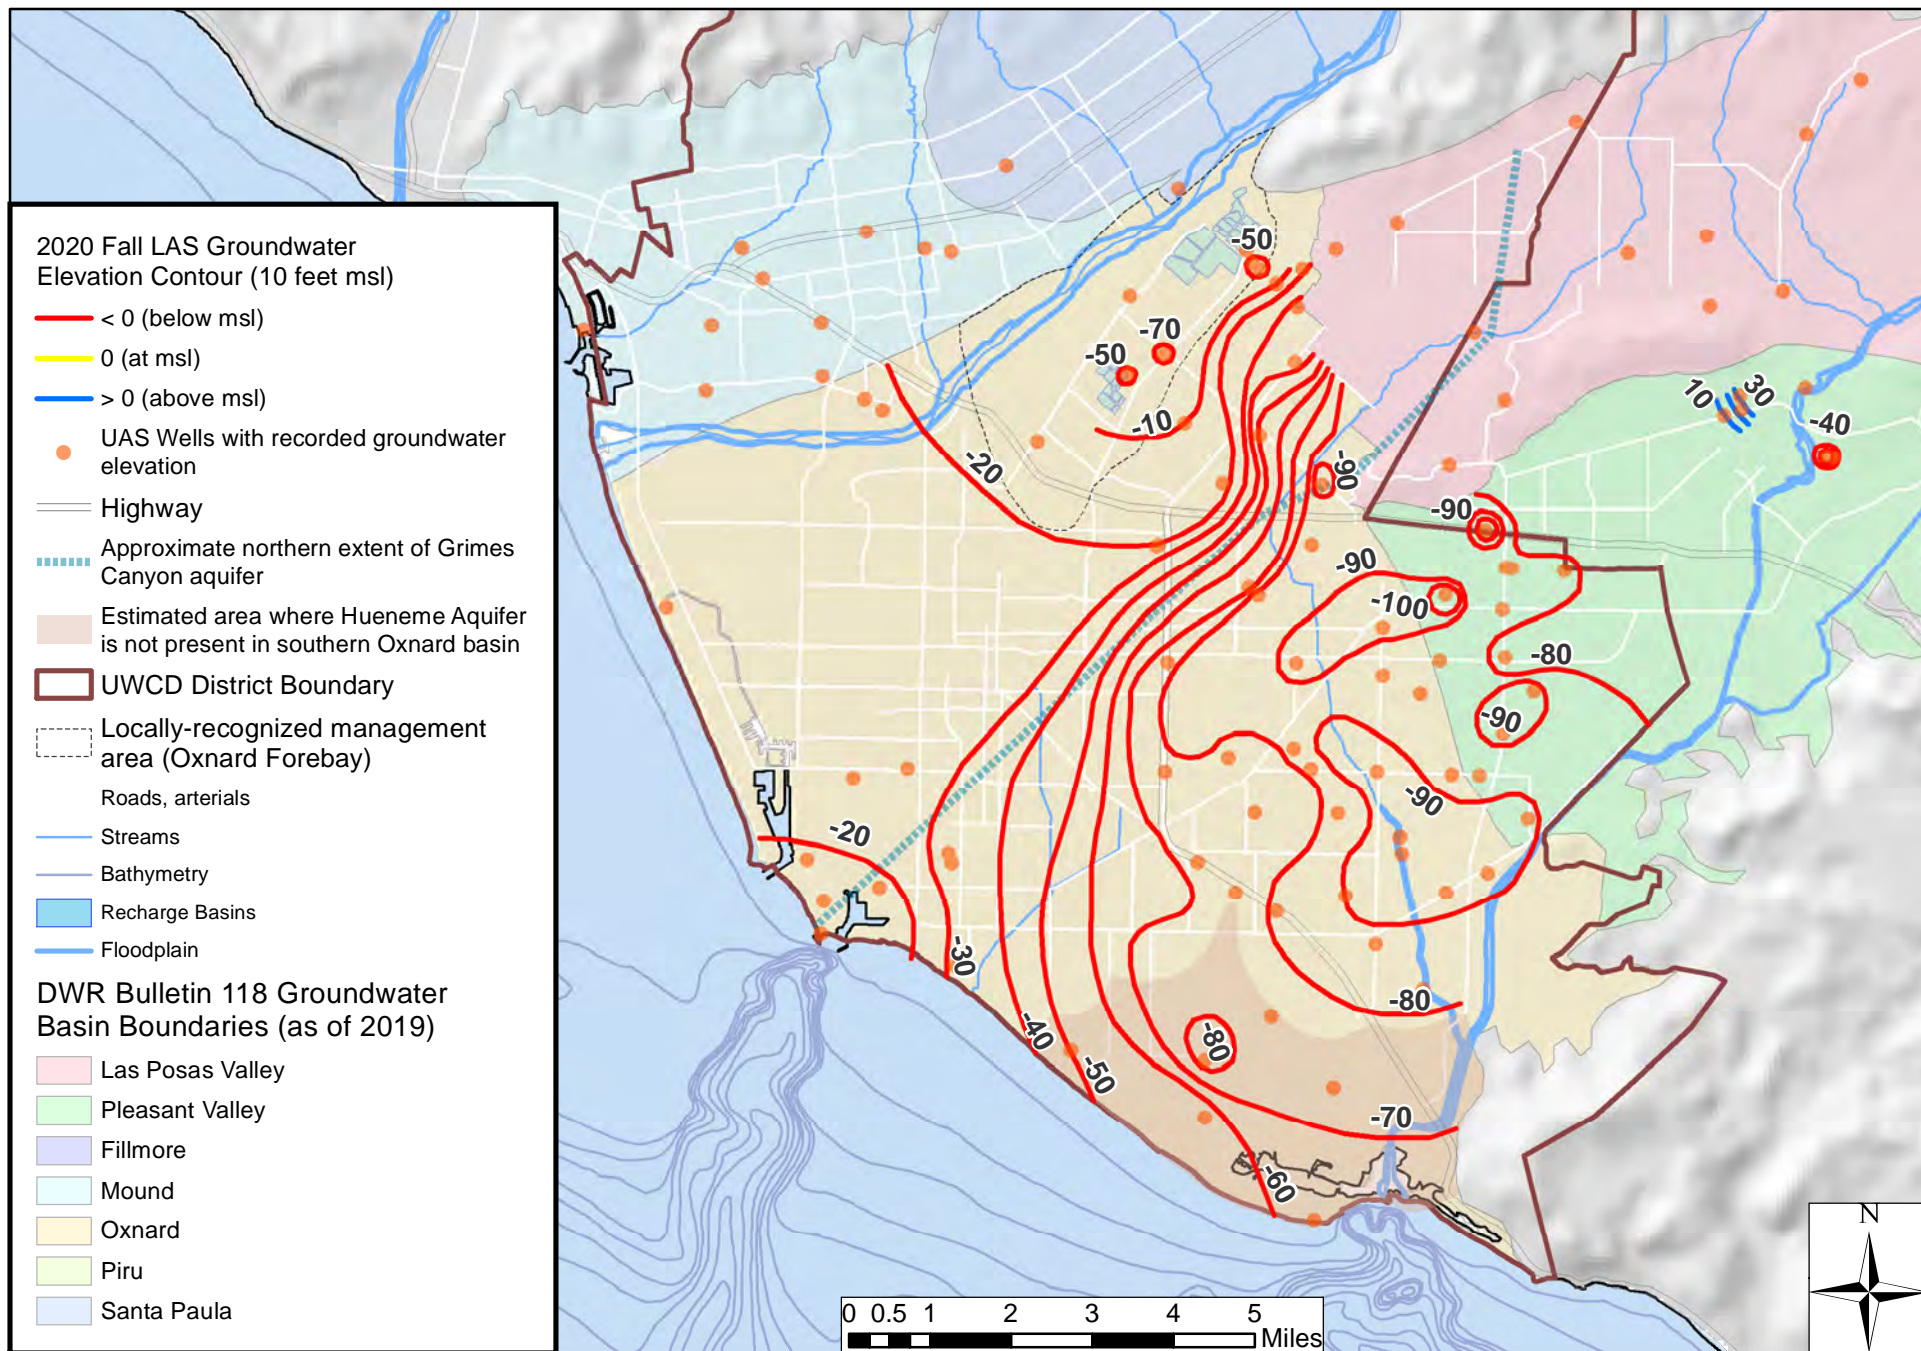 2020 Fall LAS Groundwater
Elevation Contour (10 feet msl)
< 0 (below msl)
0 (at msl)
> 0 (above msl)
UAS Wells with recorded groundwater
elevation
Highway
Approximate northern extent of Grimes
Canyon aquifer
Estimated area where Hueneme Aquifer
is not present in southern Oxnard basin
UWCD District Boundary
Locally-recognized management
area (Oxnard Forebay)
Roads, arterials
Streams
Bathymetry
Recharge Basins
Floodplain
DWR Bulletin 118 Groundwater
Basin Boundaries (as of 2019)
Las Posas Valley
Pleasant Valley
Fillmore
Mound
Oxnard
Piru
Santa Paula
-50
-70
-50
-10
-20
-90
10
30
-40
-90
-90
-100
-80
-90
-90
-20
-30
-40
-50
-80
-80
-70
-60
0 0.5 1 2 3 4 5
Miles
N